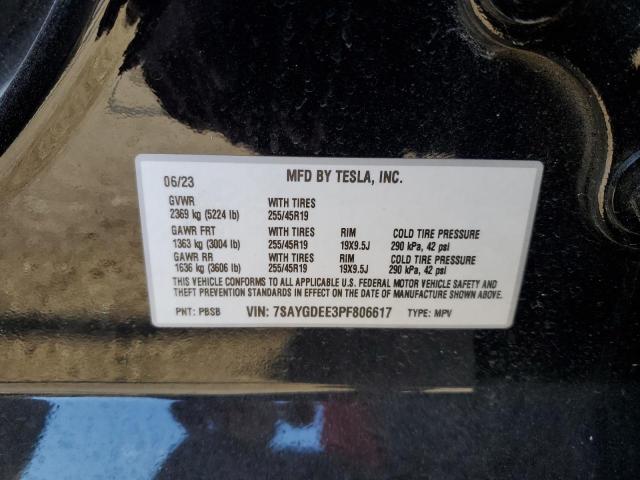 06/23 MFD BY TESLA, INC.
GVWR WITH TIRES
2369 kg (5224 lb) 255/45R19
GAWR FRT WITH TIRES RIM COLD TIRE PRESSURE
1363 kg (3004 lb) 255/45R19 19X9.5J 290 kPa, 42 psi
GAWR RR WITH TIRES RIM COLD TIRE PRESSURE
1636 kg (3606 lb) 255/45R19 19X9.5J 290 kPa, 42 psi
THIS VEHICLE CONFORMS TO ALL APPLICABLE U.S. FEDERAL MOTOR VEHICLE SAFETY AND
THEFT PREVENTION STANDARDS IN EFFECT ON THE DATE OF MANUFACTURE SHOWN ABOVE.
PNT: PBSB VIN: 7SAYGDEE3PF806617 TYPE: MPV